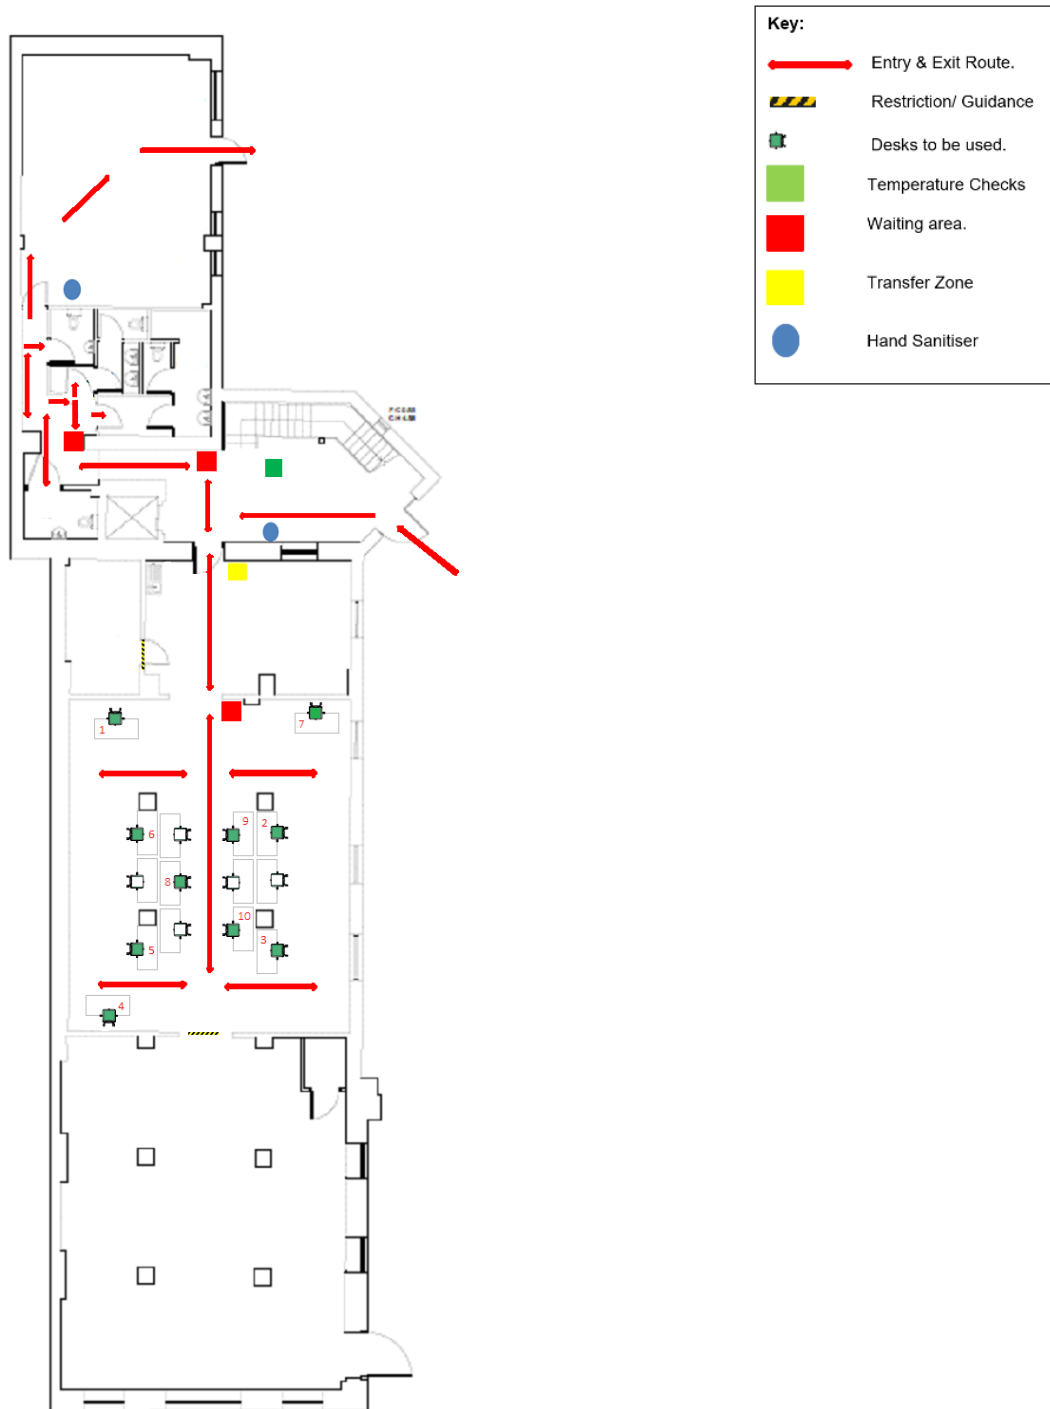 Key:
Entry & Exit Route.
Restriction/ Guidance
Desks to be used.
Temperature Checks
Waiting area.
Transfer Zone
Hand Sanitiser
1
7
6
9
2
8
10
5
3
4